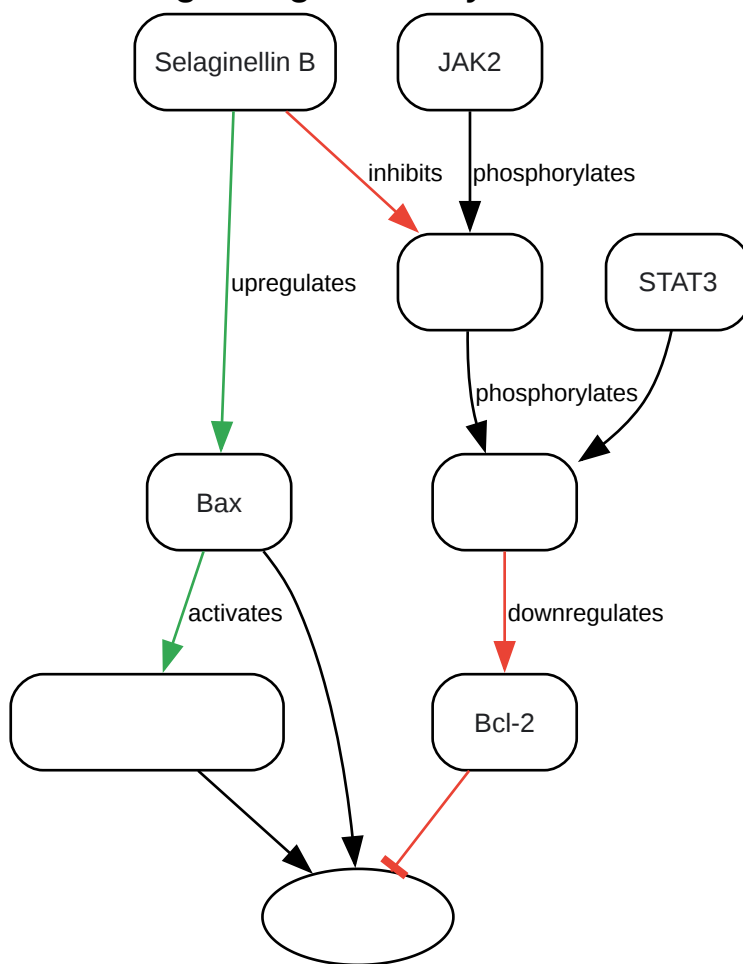 Selaginellin B
JAK2
inhibits
phosphorylates
upregulates
STAT3
phosphorylates
Bax
activates
downregulates
Bcl-2